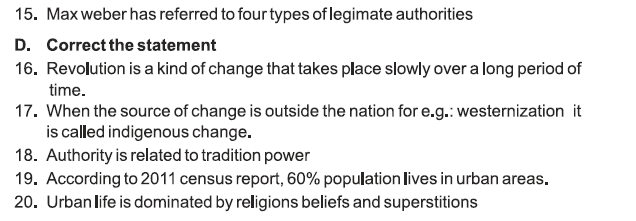 15. Max weber has referred to four types of legimate authorities
D. Correct the statement
16. Revolution is a kind of change that takes place slowly over a long period of
time.
17. When the source of change is outside the nation for e.g.: westernization it
is called indigenous change.
18. Authority is related to tradition power
19. According to 2011 census report, 60% population lives in urban areas.
20. Urban life is dominated by religions beliefs and superstitions